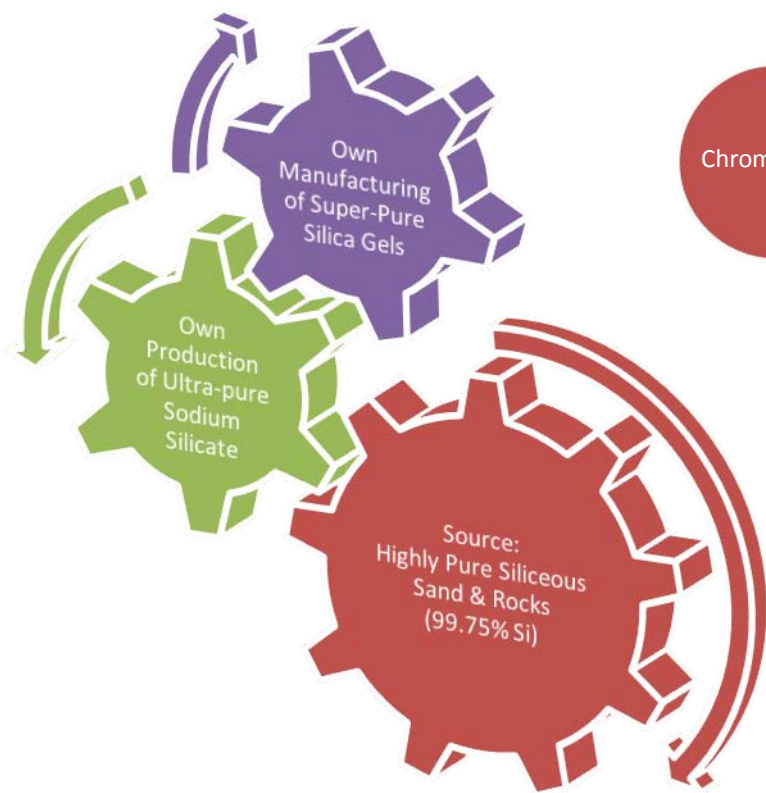 Own
Manufacturing
of Super-Pure
Silica Gels
Own
Production
of Ultra-pure
Sodium
Silicate
Source:
Highly Pure Siliceous
Sand & Rocks
(99.75% Si)